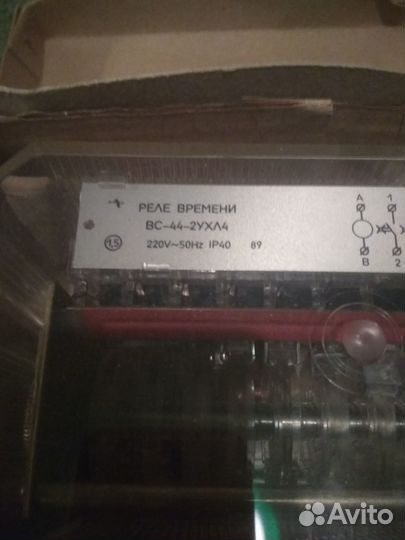 РЕЛЕ ВРЕМЕНИ
ВС-44-2УХЛ4
1,5 220V~50Hz IP40 89
A 1
B 2
Avito